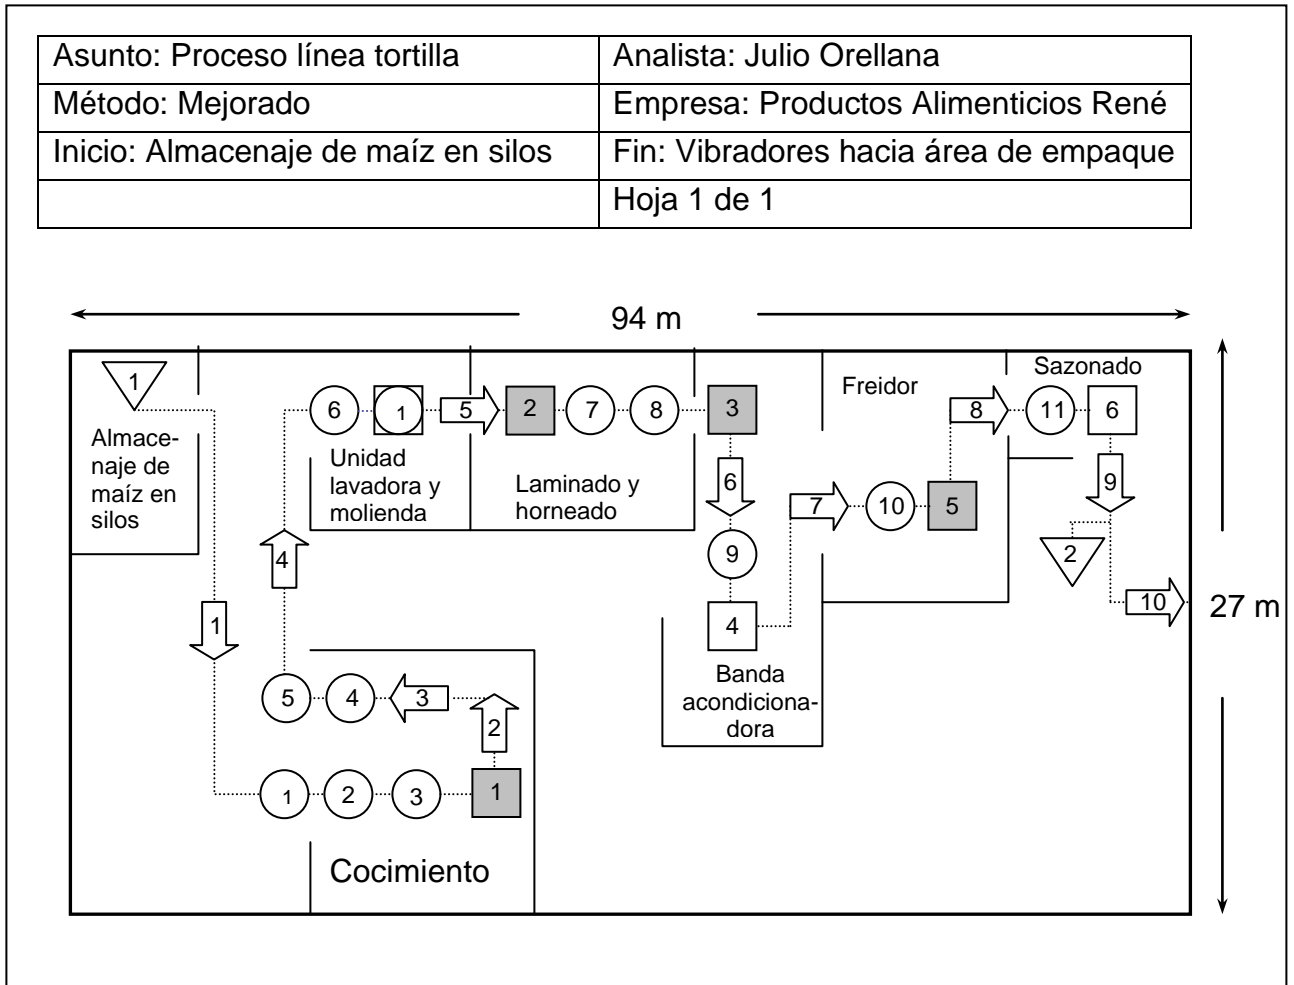 Asunto: Proceso línea tortilla
Analista: Julio Orellana
Método: Mejorado
Empresa: Productos Alimenticios René
Inicio: Almacenaje de maíz en silos
Fin: Vibradores hacia área de empaque
Hoja 1 de 1
94 m
27 m
1
Almace-
naje de
maíz en
silos
1
6
1
5
Unidad
lavadora y
molienda
4
2
7
8
Laminado y
horneado
3
6
9
4
Banda
acondiciona-
dora
Freidor
7
10
5
8
Sazonado
11
6
9
2
10
5
4
3
2
1
2
3
1
Cocimiento